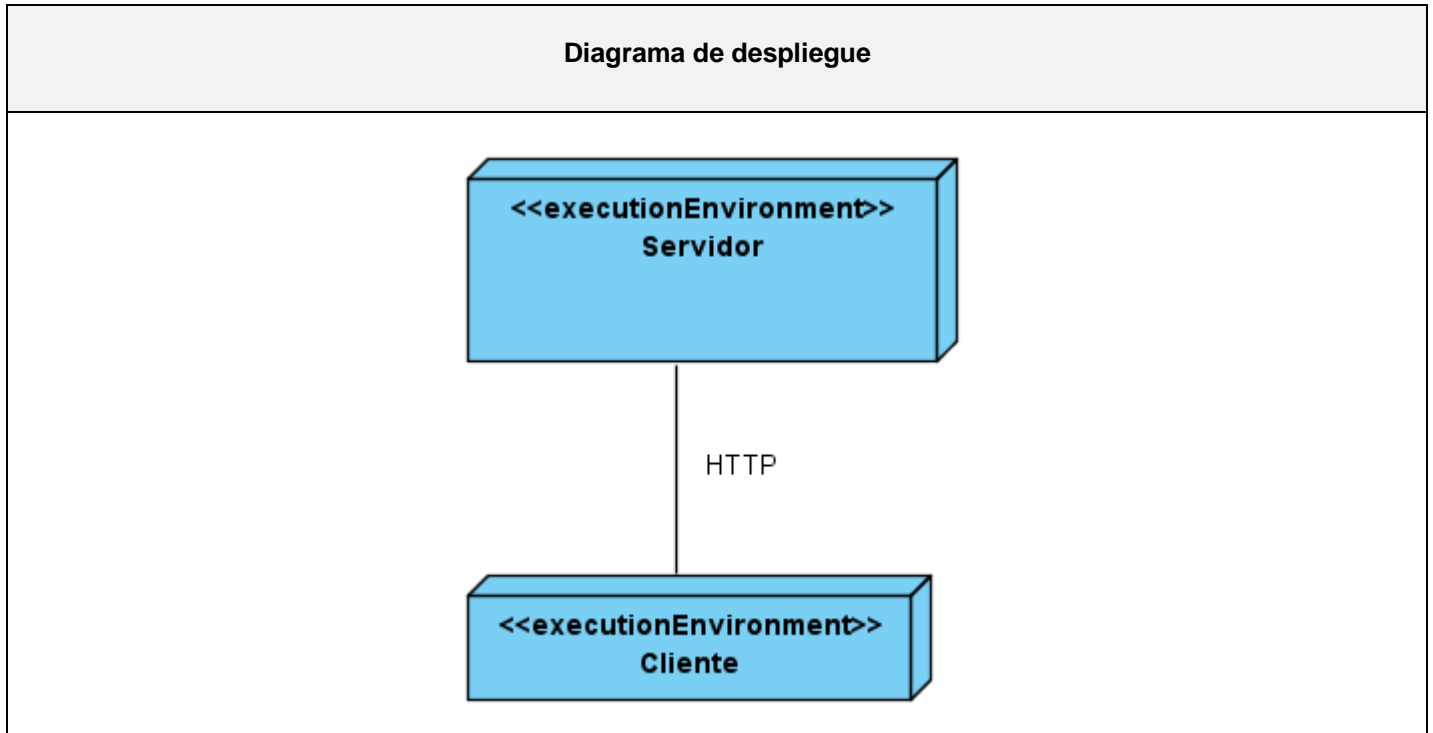 Diagrama de despliegue
<<executionEnvironment>>
Servidor
HTTP
<<executionEnvironment>>
Cliente